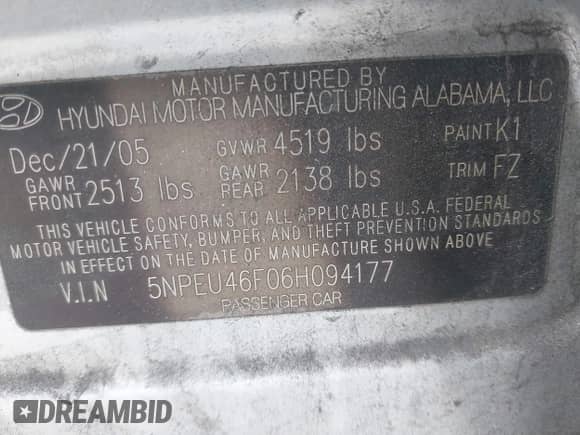 MANUFACTURED BY
HYUNDAI MOTOR MANUFACTURING ALABAMA, LLC
Dec/21/05 GVWR 4519 lbs PAINT K1
GAWR FRONT 2513 lbs GAWR REAR 2138 lbs TRIM FZ
THIS VEHICLE CONFORMS TO ALL APPLICABLE U.S.A. FEDERAL
MOTOR VEHICLE SAFETY, BUMPER, AND THEFT PREVENTION STANDARDS
IN EFFECT ON THE DATE OF MANUFACTURE SHOWN ABOVE
V.I.N 5NPEU46F06H094177
PASSENGER CAR
DREAMBID